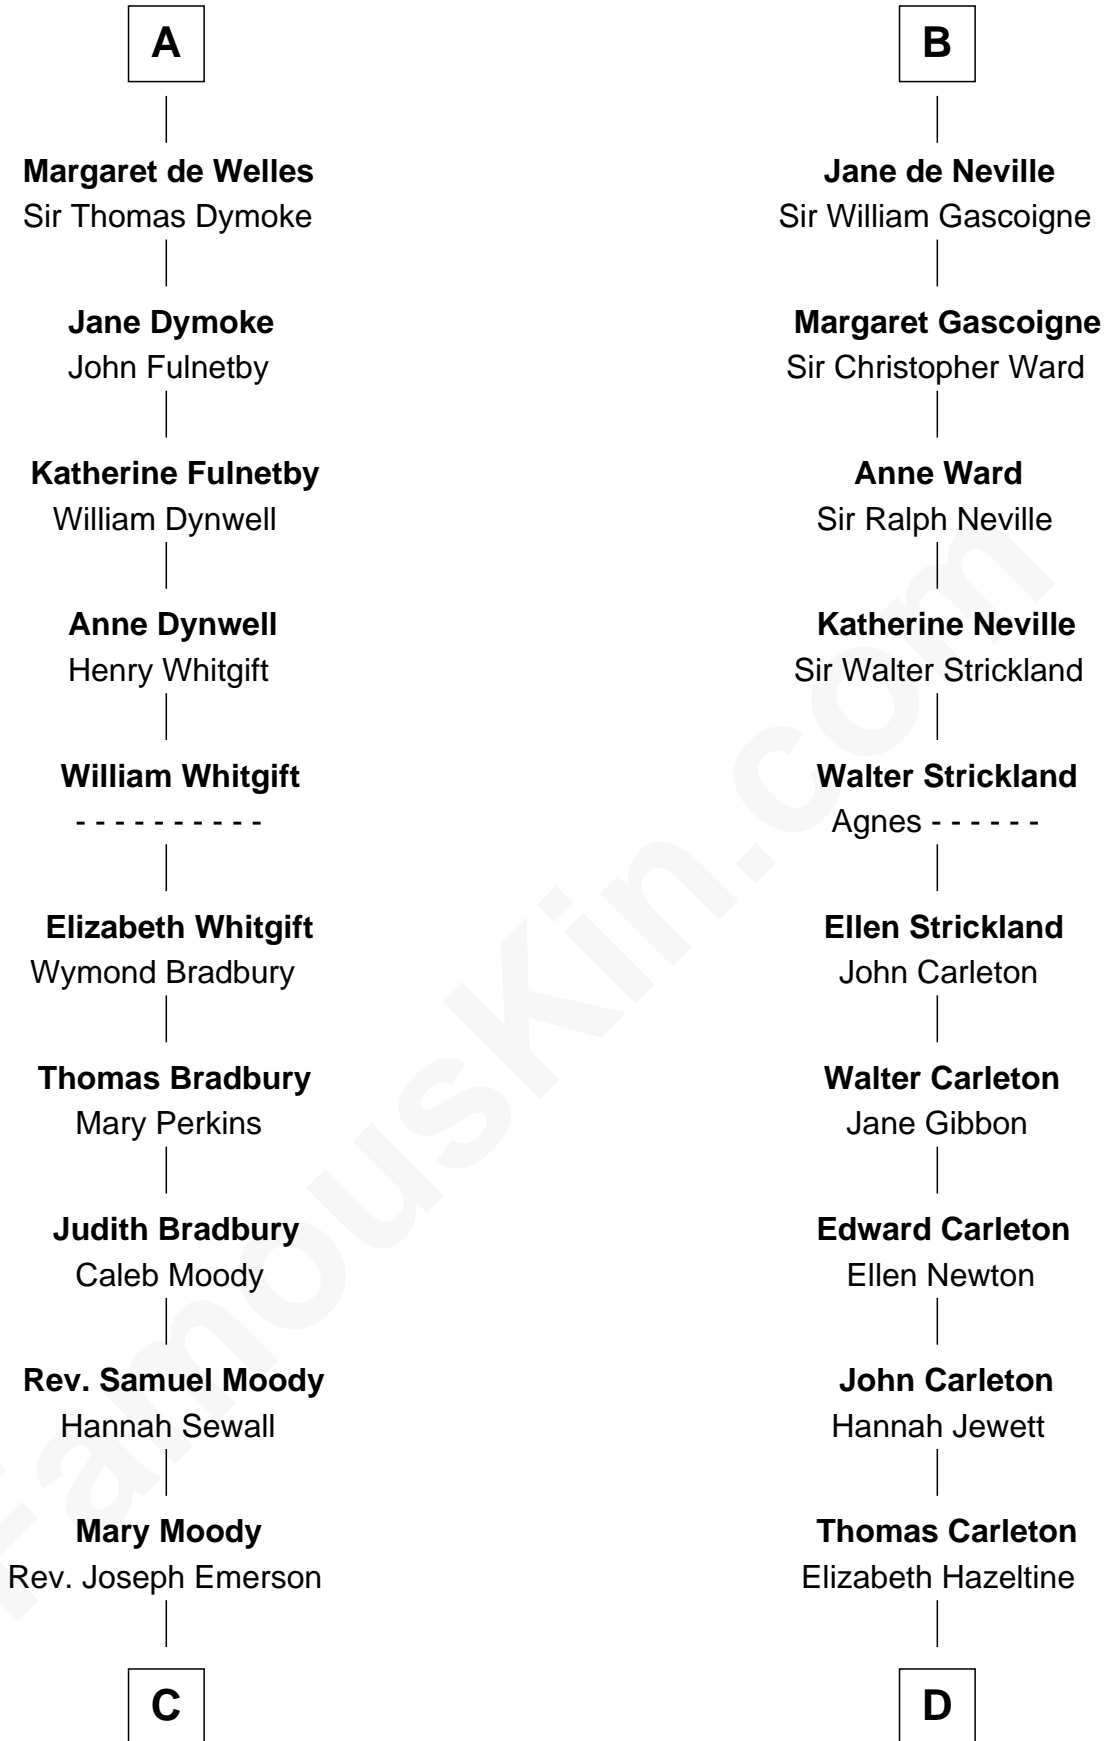 A
Margaret de Welles
Sir Thomas Dymoke
Jane Dymoke
John Fulnetby
Katherine Fulnetby
William Dynwell
Anne Dynwell
Henry Whitgift
William Whitgift
- - - - - - - - - -
Elizabeth Whitgift
Wymond Bradbury
Thomas Bradbury
Mary Perkins
Judith Bradbury
Caleb Moody
Rev. Samuel Moody
Hannah Sewall
Mary Moody
Rev. Joseph Emerson
C
B
Jane de Neville
Sir William Gascoigne
Margaret Gascoigne
Sir Christopher Ward
Anne Ward
Sir Ralph Neville
Katherine Neville
Sir Walter Strickland
Walter Strickland
Agnes - - - - - -
Ellen Strickland
John Carleton
Walter Carleton
Jane Gibbon
Edward Carleton
Ellen Newton
John Carleton
Hannah Jewett
Thomas Carleton
Elizabeth Hazeltine
D
FamousKin.com